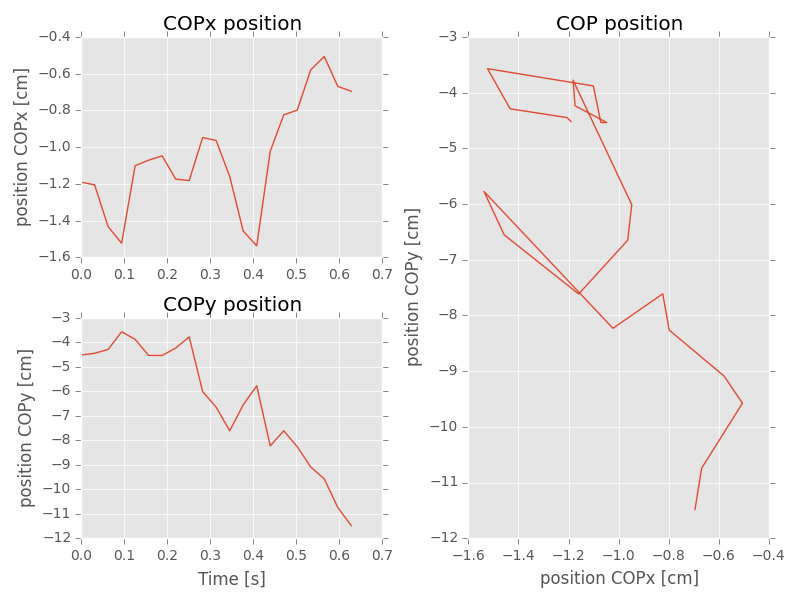 COPx position
position COPx [cm]
−0.4
−0.6
−0.8
−1.0
−1.2
−1.4
−1.6
0.0 0.1 0.2 0.3 0.4 0.5 0.6 0.7
COPy position
position COPy [cm]
−3
−4
−5
−6
−7
−8
−9
−10
−11
−12
0.0 0.1 0.2 0.3 0.4 0.5 0.6 0.7
Time [s]
COP position
position COPy [cm]
−3
−4
−5
−6
−7
−8
−9
−10
−11
−12
−1.6 −1.4 −1.2 −1.0 −0.8 −0.6 −0.4
position COPx [cm]